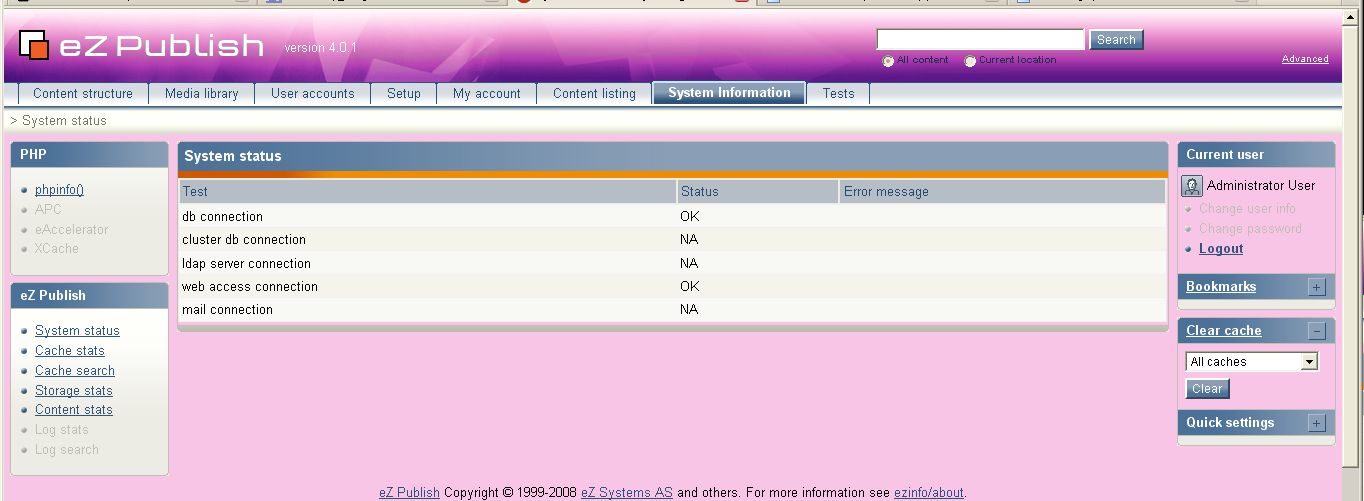 eZ Publish version 4.0.1
Search
All content Current location
Advanced
Content structure Media library User accounts Setup My account Content listing System Information Tests
> System status
PHP
phpinfo()
APC
eAccelerator
XCache
eZ Publish
System status
Cache stats
Cache search
Storage stats
Content stats
Log stats
Log search
System status
Test Status Error message
db connection OK
cluster db connection NA
ldap server connection NA
web access connection OK
mail connection NA
Current user
Administrator User
Change user info
Change password
Logout
Bookmarks +
Clear cache -
All caches
Clear
Quick settings +
eZ Publish Copyright © 1999-2008 eZ Systems AS and others. For more information see ezinfo/about.